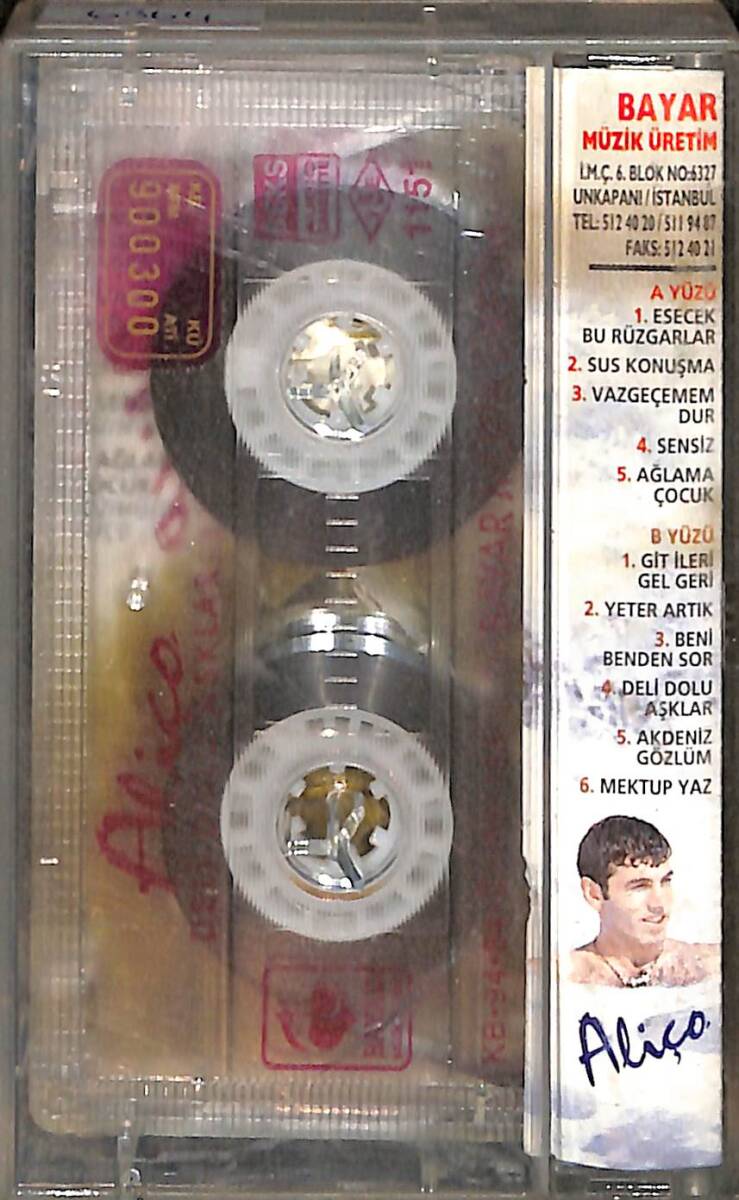 BAYAR
MÜZİK ÜRETİM
İ.M.Ç. 6. BLOK NO:6327
UNKAPANI / İSTANBUL
TEL: 512 40 20 / 511 94 87
FAKS: 512 40 21
A YÜZÜ
1. ESECEK
BU RÜZGARLAR
2. SUS KONUŞMA
3. VAZGEÇEMEM
DUR
4. SENSİZ
5. AĞLAMA
ÇOCUK
B YÜZÜ
1. GİT İLERİ
GEL GERİ
2. YETER ARTIK
3. BENİ
BENDEN SOR
4. DELİ DOLU
AŞKLAR
5. AKDENİZ
GÖZLÜM
6. MEKTUP YAZ
Aliço
900300
Aliço